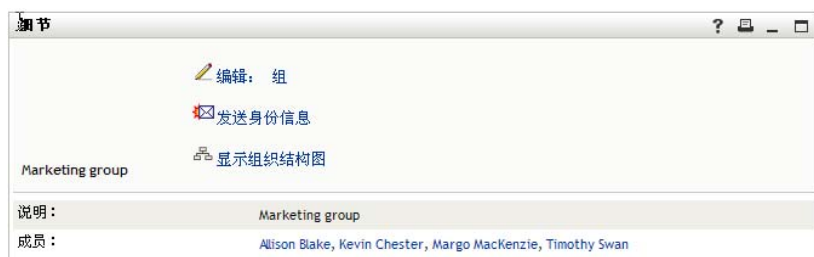 细节 ?
编辑： 组
发送身份信息
显示组织结构图
Marketing group
说明： Marketing group
成员： Allison Blake, Kevin Chester, Margo MacKenzie, Timothy Swan